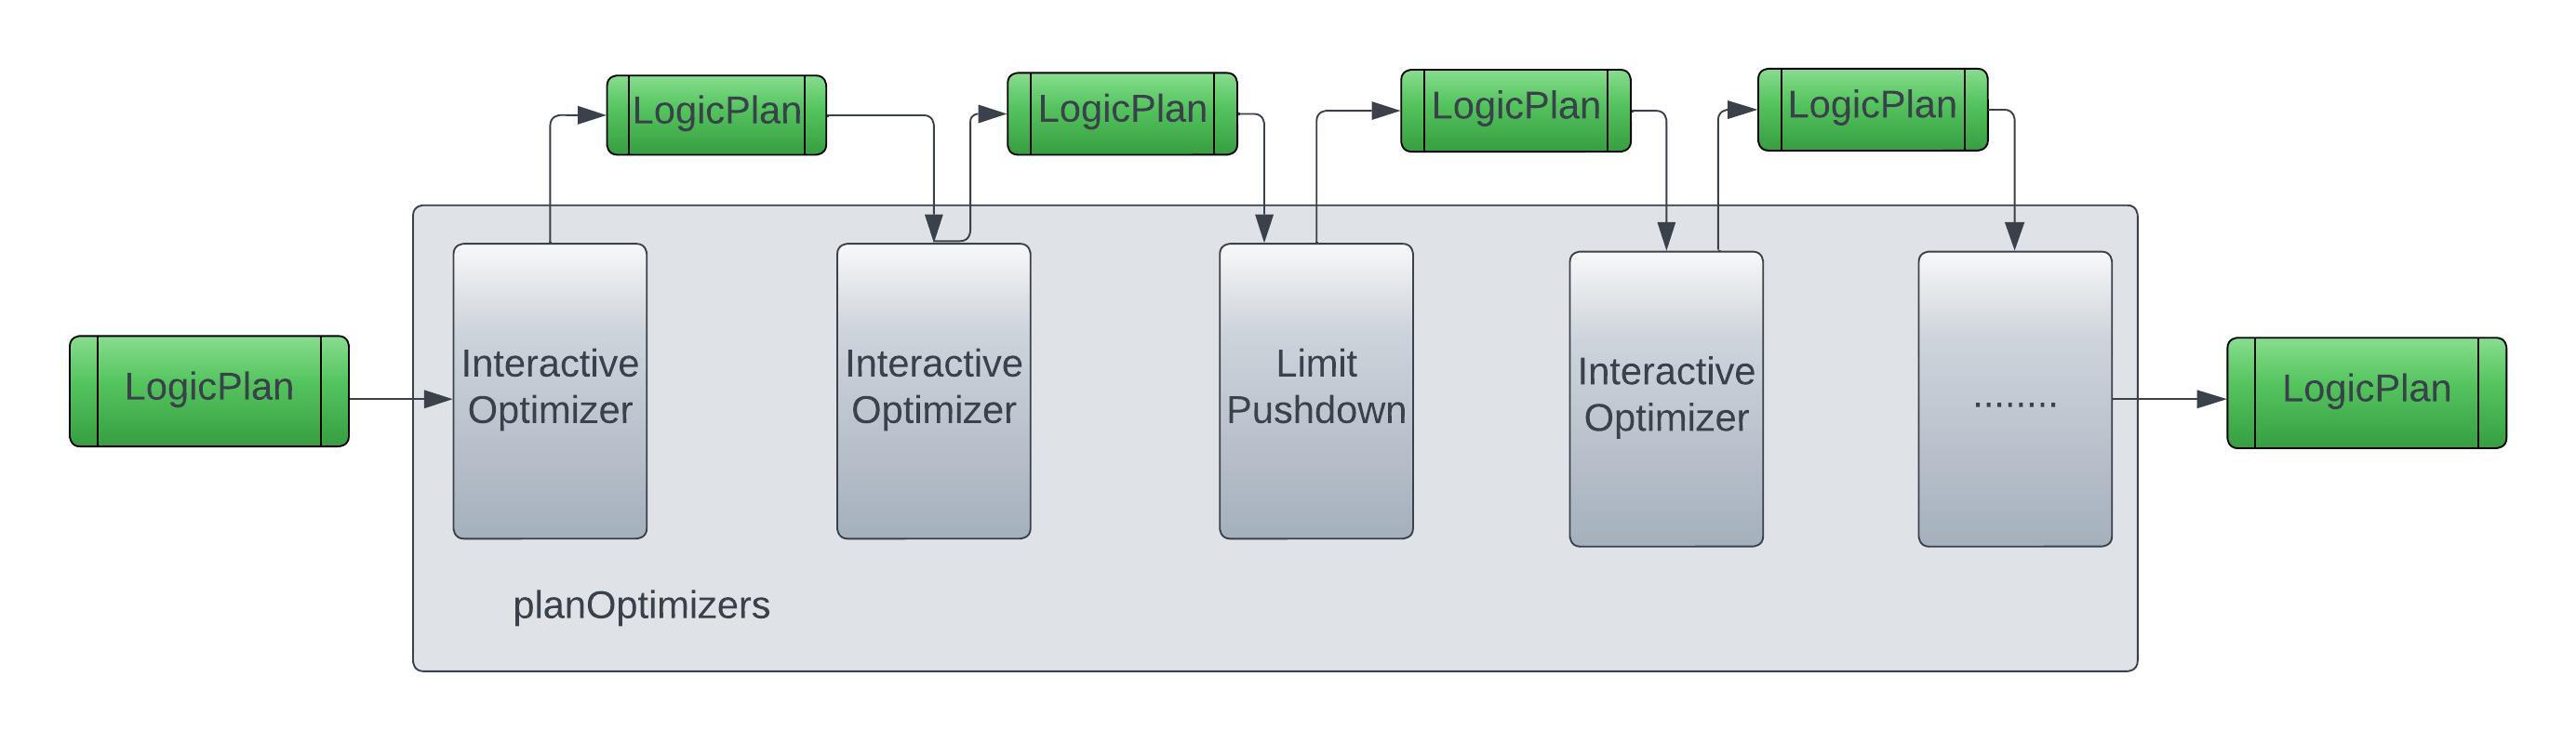 LogicPlan
LogicPlan
LogicPlan
LogicPlan
LogicPlan
Interactive
Optimizer
Interactive
Optimizer
Limit
Pushdown
Interactive
Optimizer
........
LogicPlan
planOptimizers